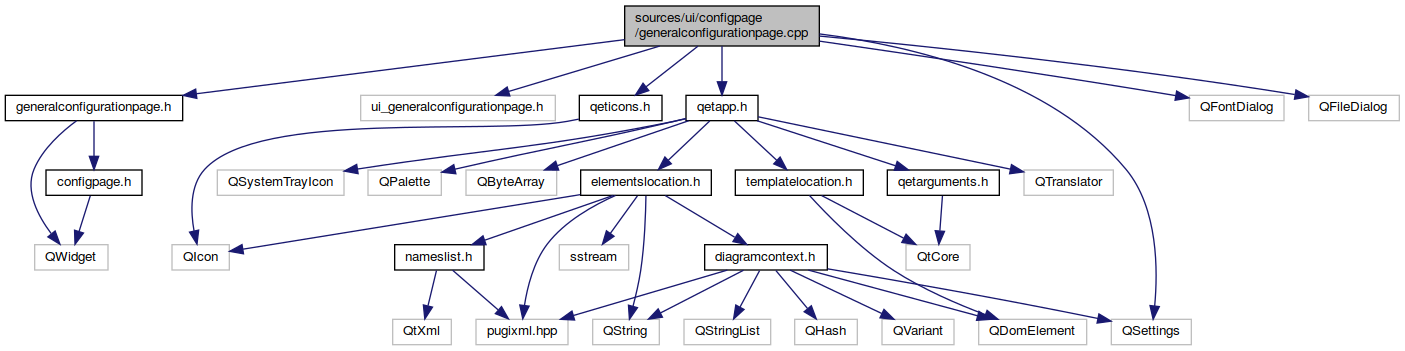 sources/ui/configpage
/generalconfigurationpage.cpp
generalconfigurationpage.h
ui_generalconfigurationpage.h
qeticons.h
qetapp.h
QFontDialog
QFileDialog
configpage.h
QSystemTrayIcon
QPalette
QByteArray
elementslocation.h
templatelocation.h
qetarguments.h
QTranslator
QWidget
QIcon
nameslist.h
sstream
diagramcontext.h
QtCore
QtXml
pugixml.hpp
QString
QStringList
QHash
QVariant
QDomElement
QSettings